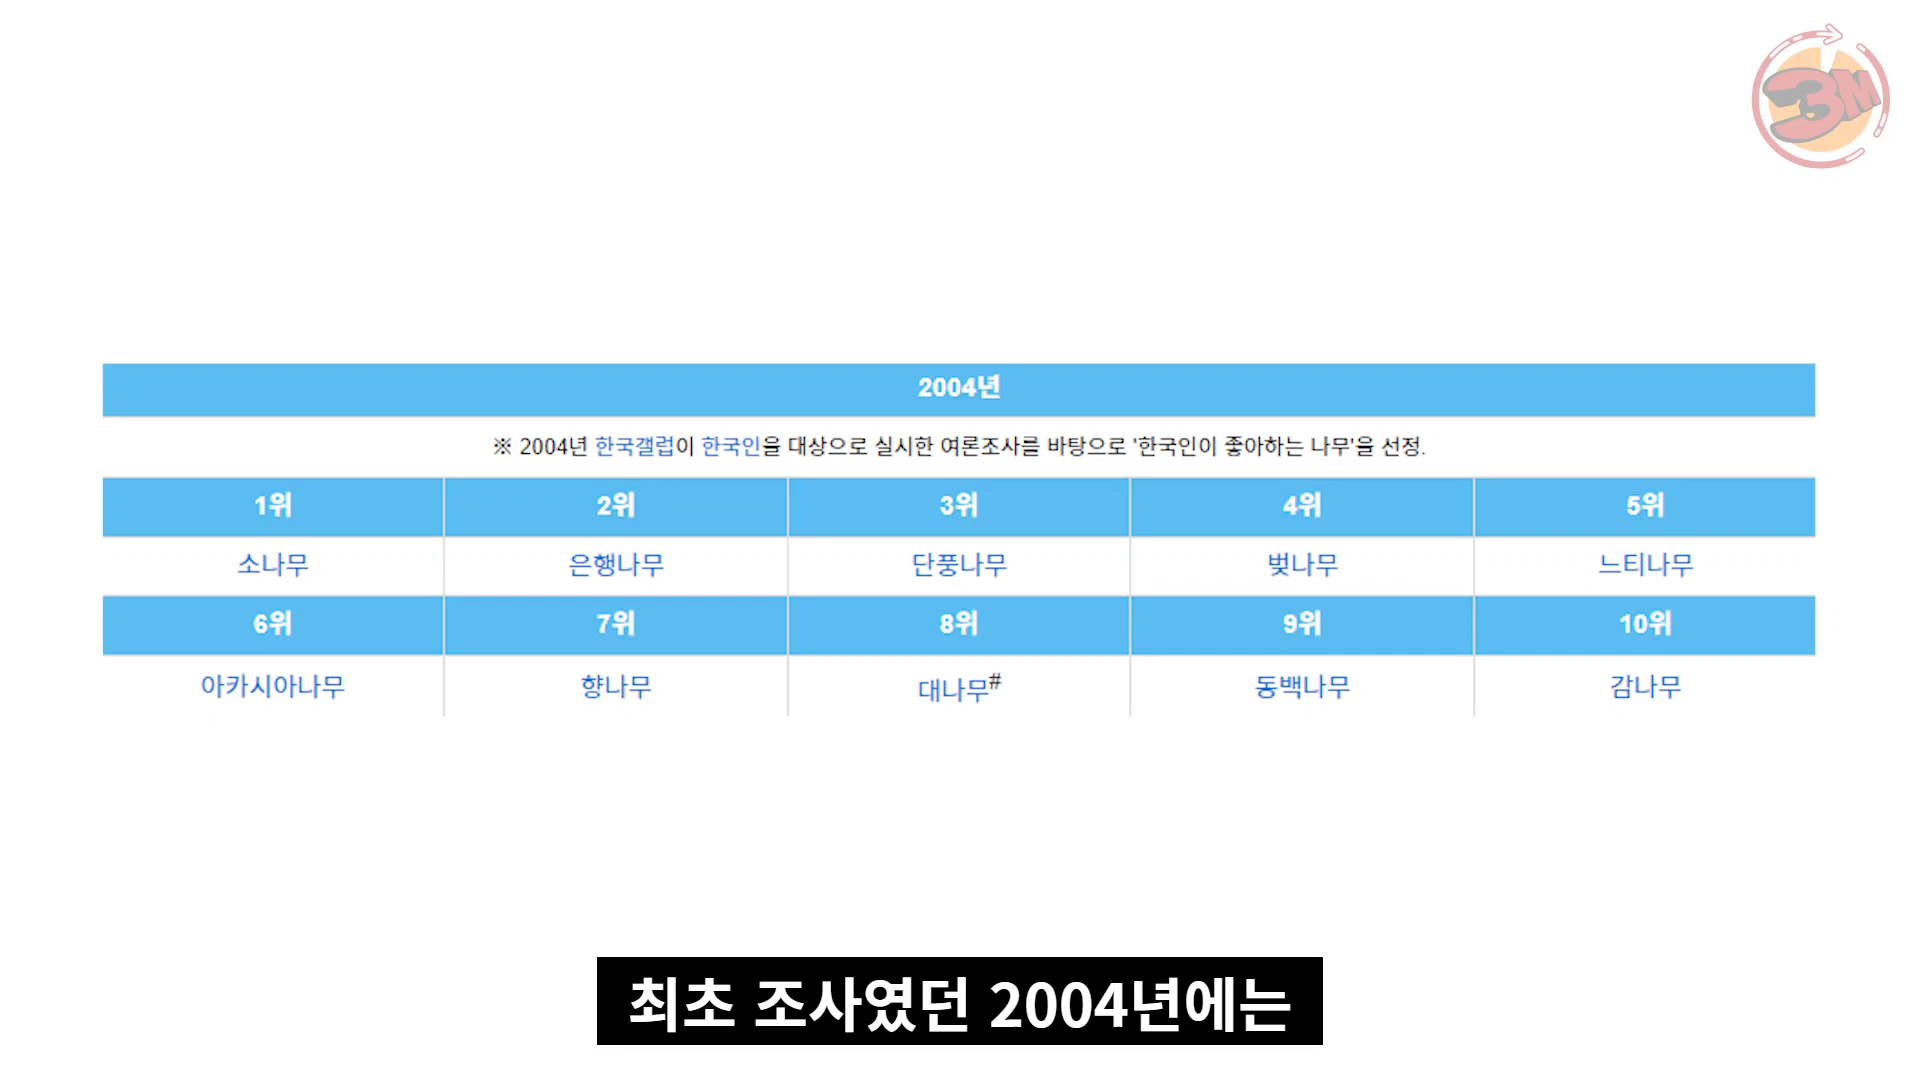 3M
2004년
※ 2004년 한국갤럽이 한국인을 대상으로 실시한 여론조사를 바탕으로 '한국인이 좋아하는 나무'을 선정.
1위 2위 3위 4위 5위
소나무 은행나무 단풍나무 벚나무 느티나무
6위 7위 8위 9위 10위
아카시아나무 향나무 대나무# 동백나무 감나무
최초 조사였던 2004년에는